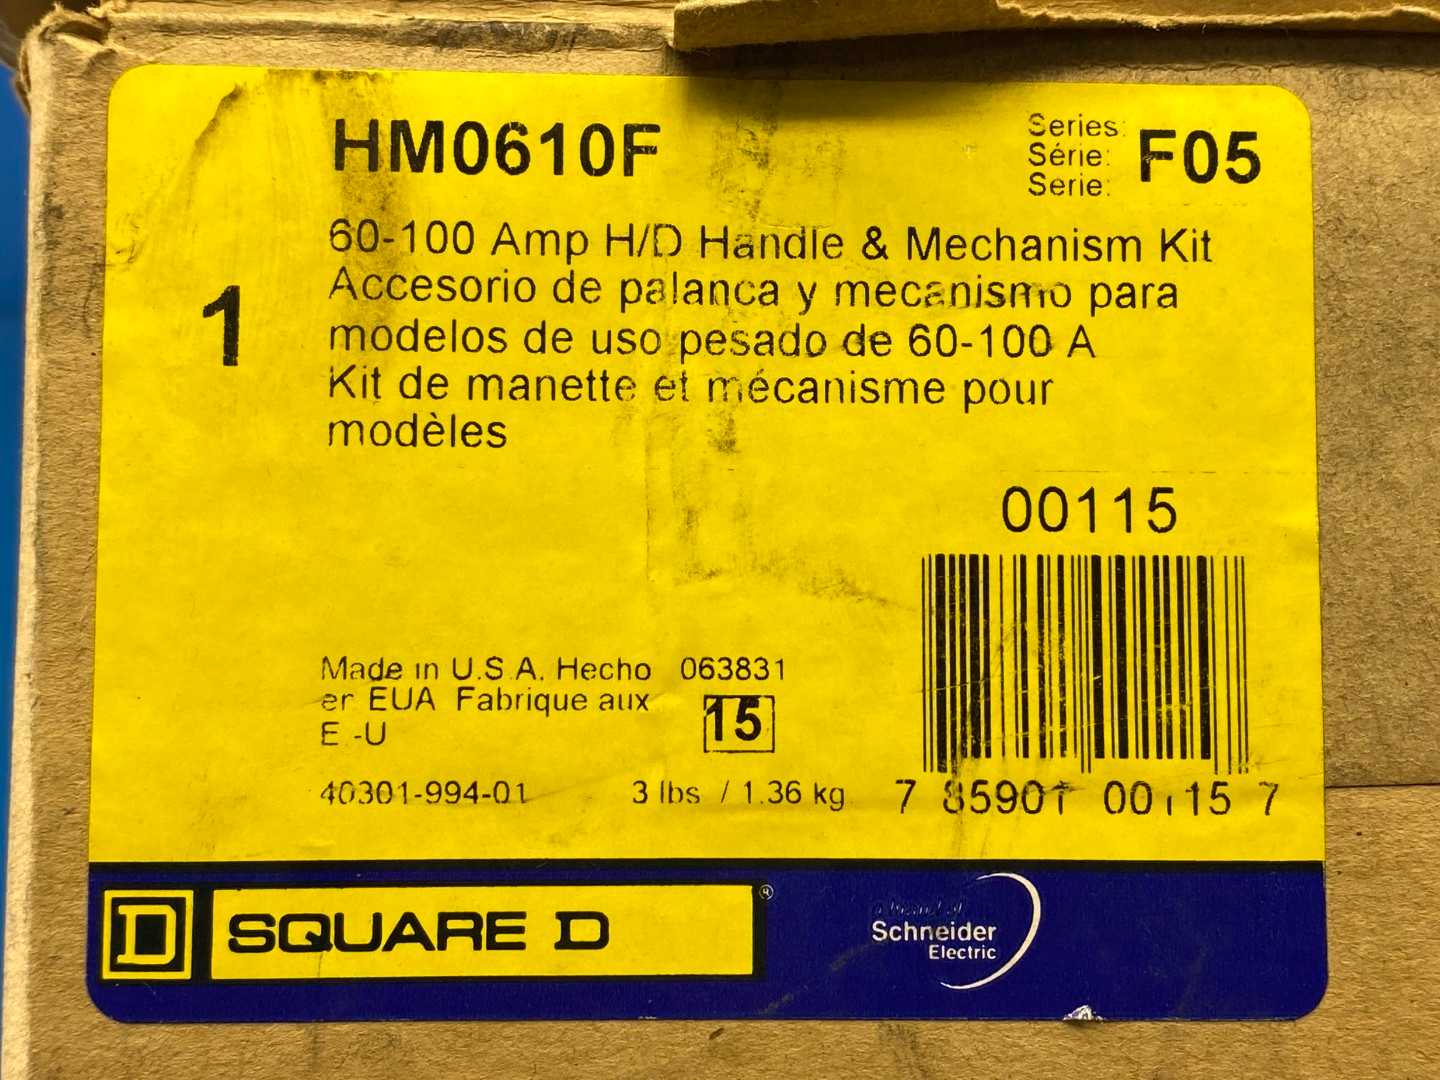 HM0610F
Series:
Série:
Serie:
F05
60-100 Amp H/D Handle & Mechanism Kit
Accesorio de palanca y mecanismo para
modelos de uso pesado de 60-100 A
Kit de manette et mécanisme pour
modèles
1
00115
Made in U.S.A. Hecho
en EUA Fabrique aux
E.-U
063831
15
40301-994-01
3 lbs / 1.36 kg
7 85901 00115 7
D
SQUARE D ®
Schneider
Electric